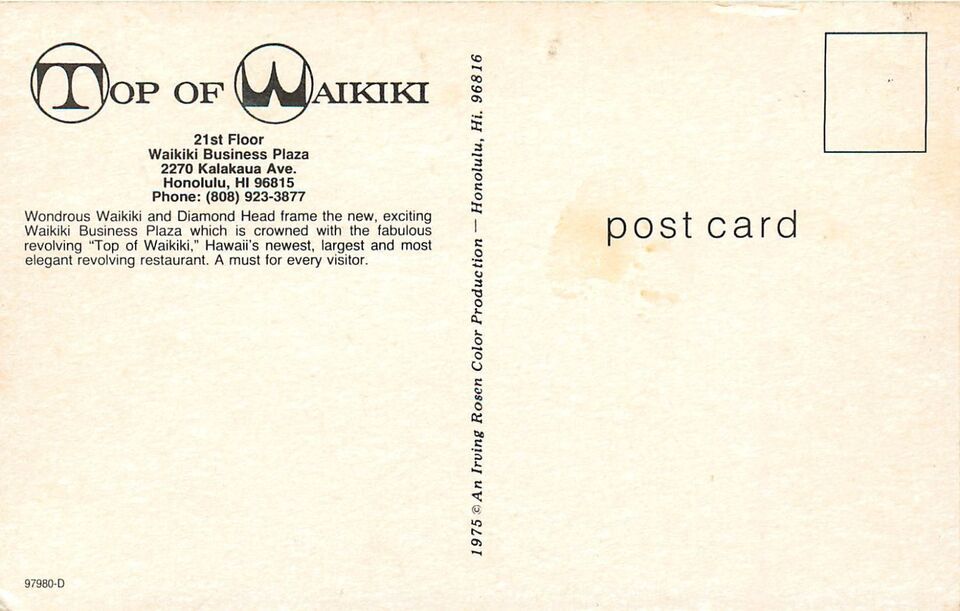 TOP OF WAIKIKI
21st Floor
Waikiki Business Plaza
2270 Kalakaua Ave.
Honolulu, HI 96815
Phone: (808) 923-3877
Wondrous Waikiki and Diamond Head frame the new, exciting
Waikiki Business Plaza which is crowned with the fabulous
revolving “Top of Waikiki,” Hawaii's newest, largest and most
elegant revolving restaurant. A must for every visitor.
97980-D
1975 © An Irving Rosen Color Production — Honolulu, Hi. 96816
post card